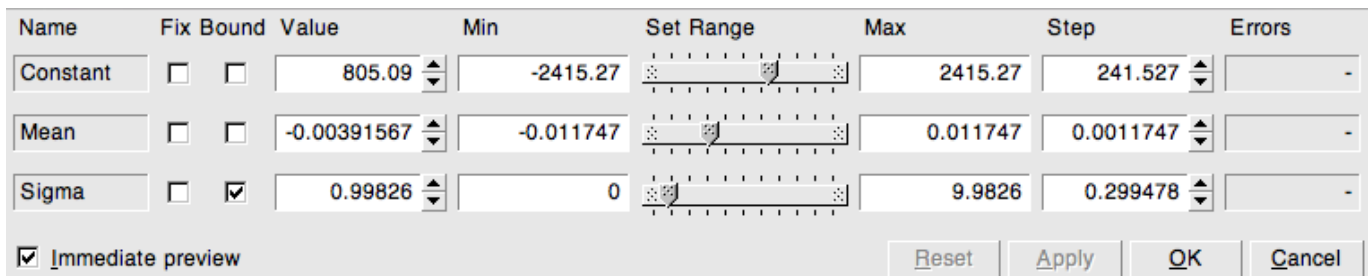 Name Fix Bound Value Min Set Range Max Step Errors
Constant 805.09 -2415.27 2415.27 241.527 -
Mean -0.00391567 -0.011747 0.011747 0.0011747 -
Sigma 0.99826 0 9.9826 0.299478 -
Immediate preview Reset Apply OK Cancel